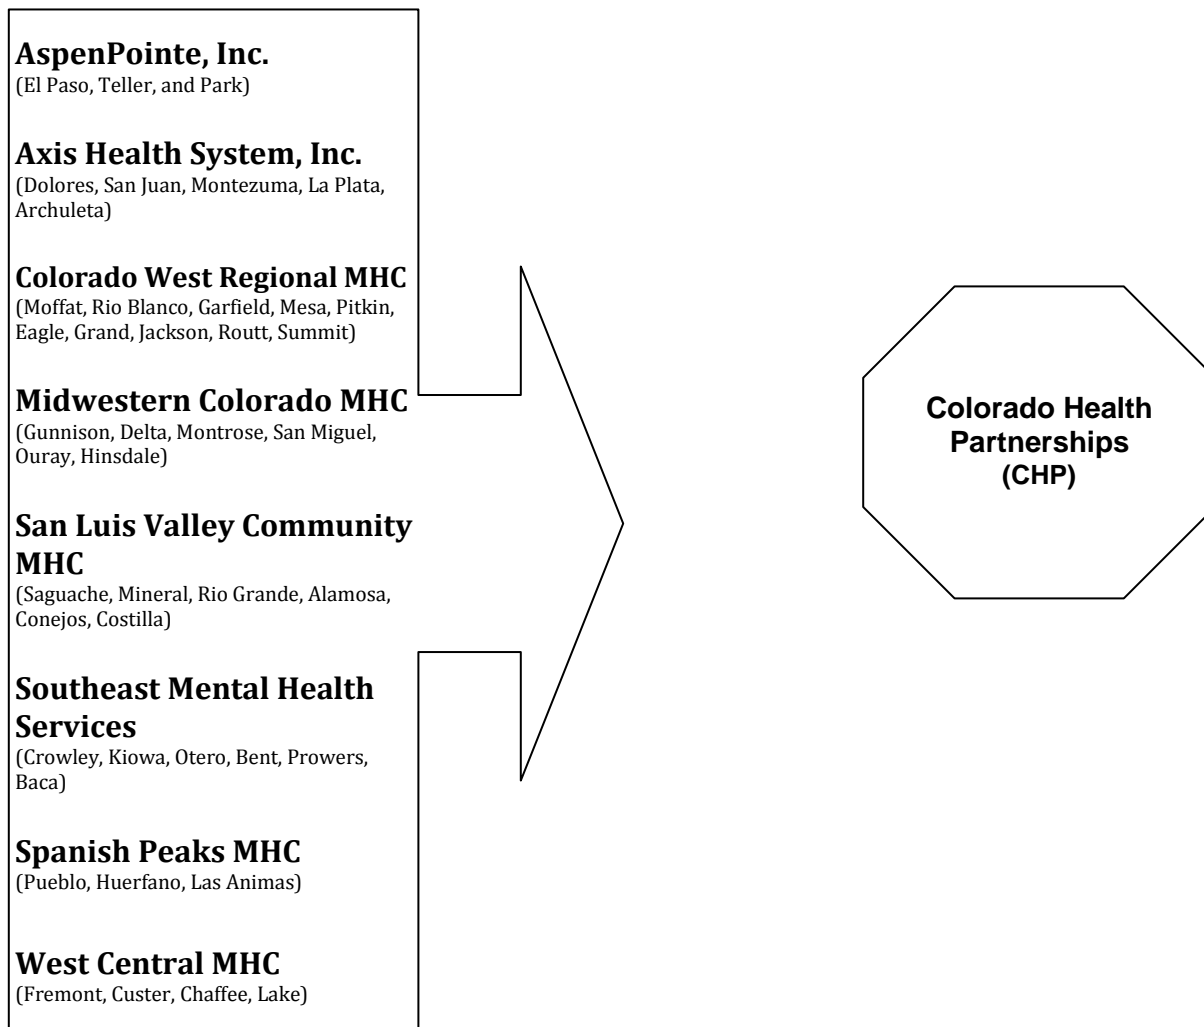 AspenPointe, Inc.
(El Paso, Teller, and Park)
Axis Health System, Inc.
(Dolores, San Juan, Montezuma, La Plata,
Archuleta)
Colorado West Regional MHC
(Moffat, Rio Blanco, Garfield, Mesa, Pitkin,
Eagle, Grand, Jackson, Routt, Summit)
Midwestern Colorado MHC
(Gunnison, Delta, Montrose, San Miguel,
Ouray, Hinsdale)
San Luis Valley Community
MHC
(Saguache, Mineral, Rio Grande, Alamosa,
Conejos, Costilla)
Southeast Mental Health
Services
(Crowley, Kiowa, Otero, Bent, Prowers,
Baca)
Spanish Peaks MHC
(Pueblo, Huerfano, Las Animas)
West Central MHC
(Fremont, Custer, Chaffee, Lake)
Colorado Health
Partnerships
(CHP)